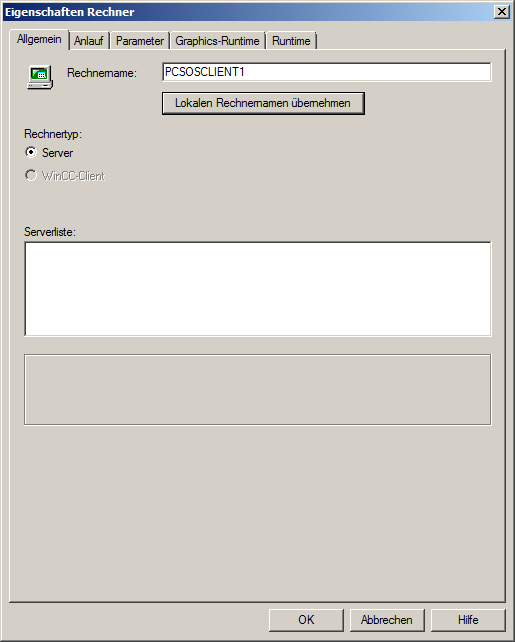 Eigenschaften Rechner
Allgemein Anlauf Parameter Graphics-Runtime Runtime
Rechnername: PCSOSCLIENT1
Lokalen Rechnernamen übernehmen
Rechnertyp:
Server
WinCC-Client
Serverliste:
OK Abbrechen Hilfe